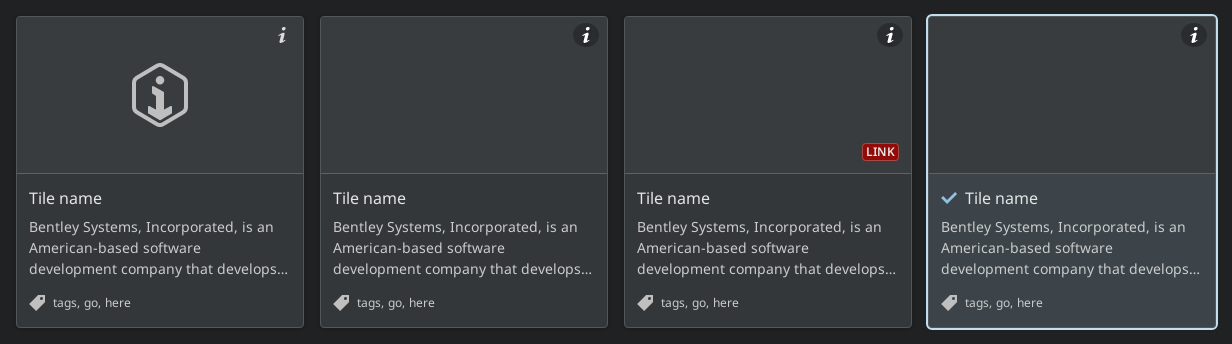 Tile name
Bentley Systems, Incorporated, is an
American-based software
development company that develops...
tags, go, here
Tile name
Bentley Systems, Incorporated, is an
American-based software
development company that develops...
tags, go, here
LINK
Tile name
Bentley Systems, Incorporated, is an
American-based software
development company that develops...
tags, go, here
Tile name
Bentley Systems, Incorporated, is an
American-based software
development company that develops...
tags, go, here